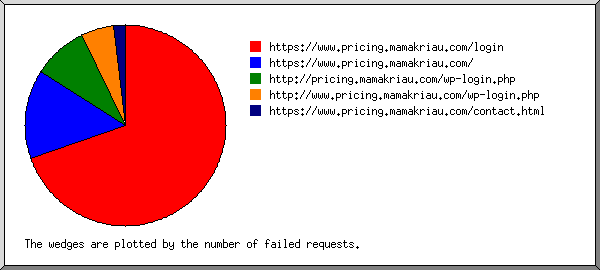 https://www.pricing.mamakriau.com/login
https://www.pricing.mamakriau.com/
http://pricing.mamakriau.com/wp-login.php
http://www.pricing.mamakriau.com/wp-login.php
https://www.pricing.mamakriau.com/contact.html
The wedges are plotted by the number of failed requests.